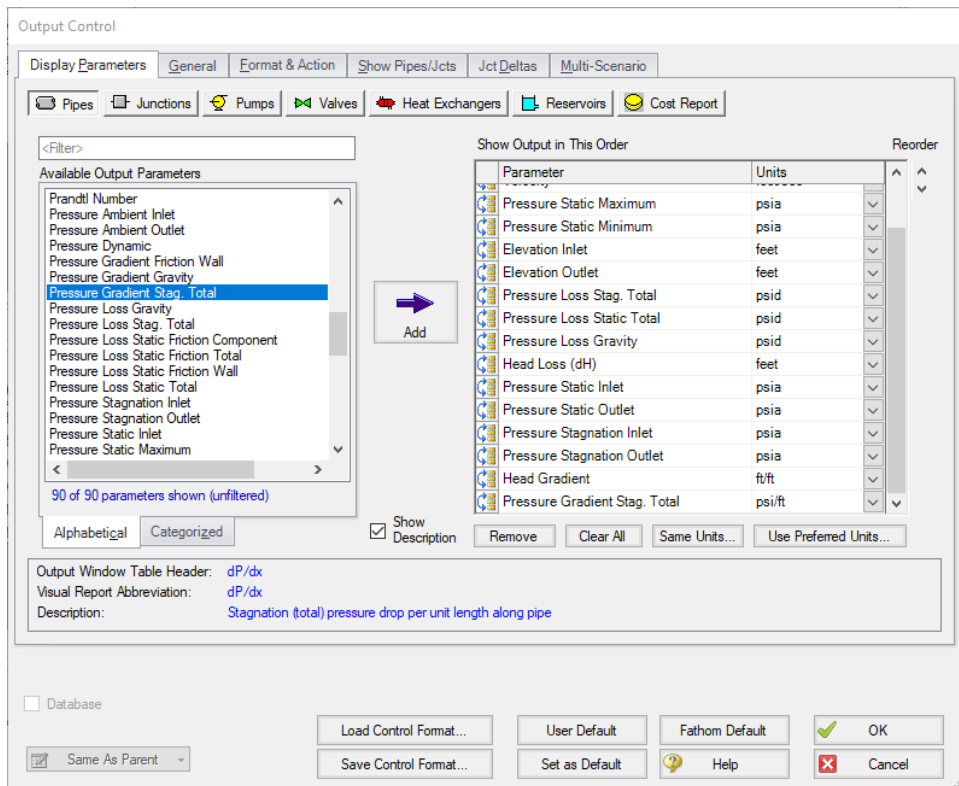 Output Control
Display Parameters General Format & Action Show Pipes/Jcts Jct Deltas Multi-Scenario
Pipes Junctions Pumps Valves Heat Exchangers Reservoirs Cost Report
<Filter>
Available Output Parameters
Prandtl Number
Pressure Ambient Inlet
Pressure Ambient Outlet
Pressure Dynamic
Pressure Gradient Friction Wall
Pressure Gradient Gravity
Pressure Gradient Stag. Total
Pressure Loss Gravity
Pressure Loss Stag. Total
Pressure Loss Static Friction Component
Pressure Loss Static Friction Total
Pressure Loss Static Friction Wall
Pressure Loss Static Total
Pressure Stagnation Inlet
Pressure Stagnation Outlet
Pressure Static Inlet
Pressure Static Maximum
90 of 90 parameters shown (unfiltered)
Alphabetical Categorized
Add
Show
Description
Show Output in This Order Reorder
Parameter Units
Pressure Static Maximum psia
Pressure Static Minimum psia
Elevation Inlet feet
Elevation Outlet feet
Pressure Loss Stag. Total psid
Pressure Loss Static Total psid
Pressure Loss Gravity psid
Head Loss (dH) feet
Pressure Static Inlet psia
Pressure Static Outlet psia
Pressure Stagnation Inlet psia
Pressure Stagnation Outlet psia
Head Gradient ft/ft
Pressure Gradient Stag. Total psi/ft
Remove Clear All Same Units... Use Preferred Units...
Output Window Table Header: dP/dx
Visual Report Abbreviation: dP/dx
Description: Stagnation (total) pressure drop per unit length along pipe
Database
Same As Parent
Load Control Format... User Default Fathom Default OK
Save Control Format... Set as Default Help Cancel